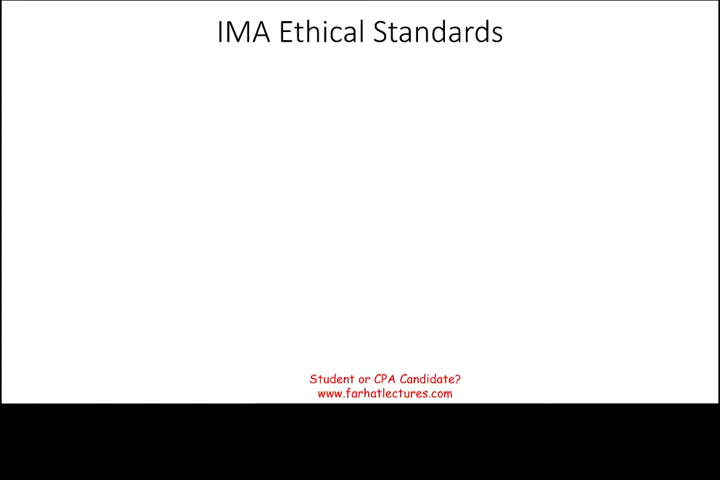 IMA Ethical Standards
Student or CPA Candidate?
www.farhatlectures.com